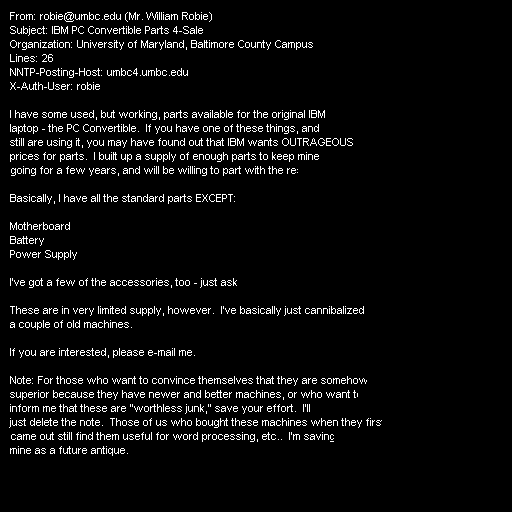 From: robie@umbc.edu (Mr. William Robie)
Subject: IBM PC Convertible Parts 4-Sale
Organization: University of Maryland, Baltimore County Campus
Lines: 26
NNTP-Posting-Host: umbc4.umbc.edu
X-Auth-User: robie

I have some used, but working, parts available for the original IBM
laptop - the PC Convertible.  If you have one of these things, and
still are using it, you may have found out that IBM wants OUTRAGEOUS
prices for parts.  I built up a supply of enough parts to keep mine
going for a few years, and will be willing to part with the

Basically, I have all the standard parts EXCEPT:

Motherboard
Battery
Power Supply

I've got a few of the accessories, too - just ask

These are in very limited supply, however.  I've basically just cannibalized
a couple of old machines.

If you are interested, please e-mail me.

Note: For those who want to convince themselves that they are somehow
superior because they have newer and better machines, or who want
inform me that these are "worthless junk," save your effort.  I'll
just delete the note.  Those of us who bought these machines when they firs
came out still find them useful for word processing, etc..  I'm saving
mine as a future antique.